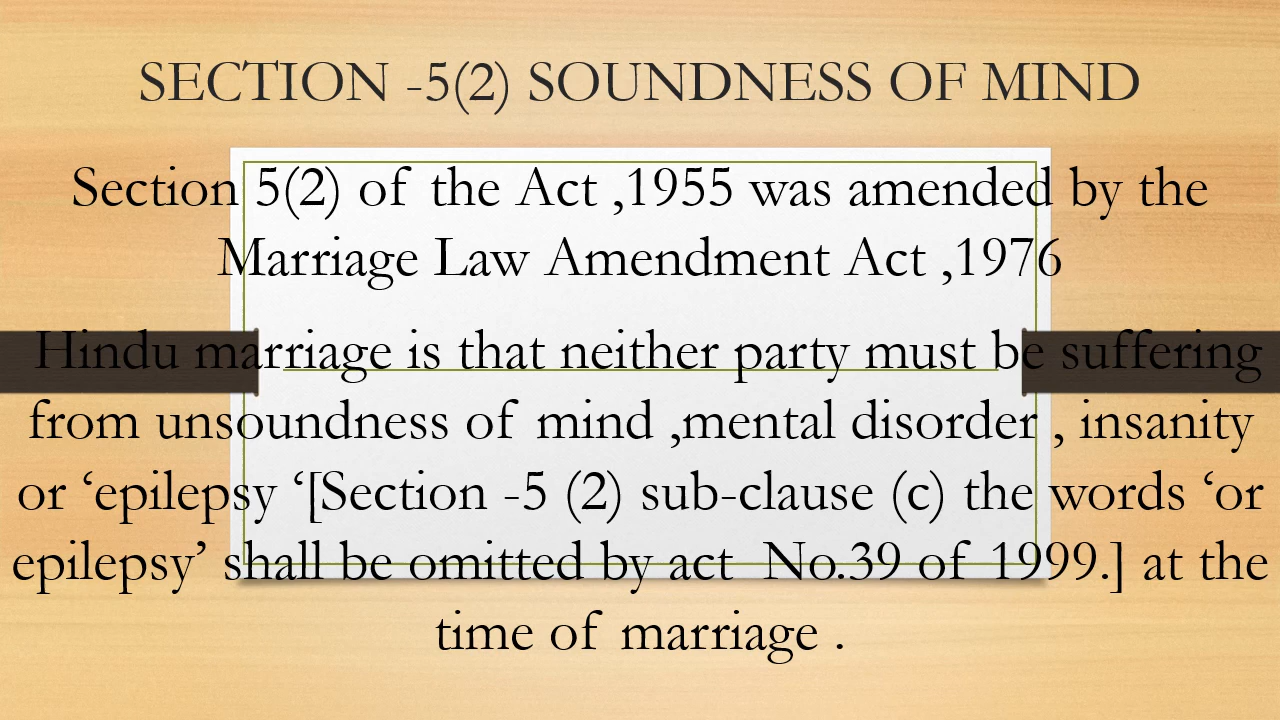 SECTION -5(2) SOUNDNESS OF MIND
Section 5(2) of the Act ,1955 was amended by the
Marriage Law Amendment Act ,1976
Hindu marriage is that neither party must be suffering
from unsoundness of mind ,mental disorder , insanity
or ‘epilepsy ‘[Section -5 (2) sub-clause (c) the words ‘or
epilepsy’ shall be omitted by act No.39 of 1999.] at the
time of marriage .